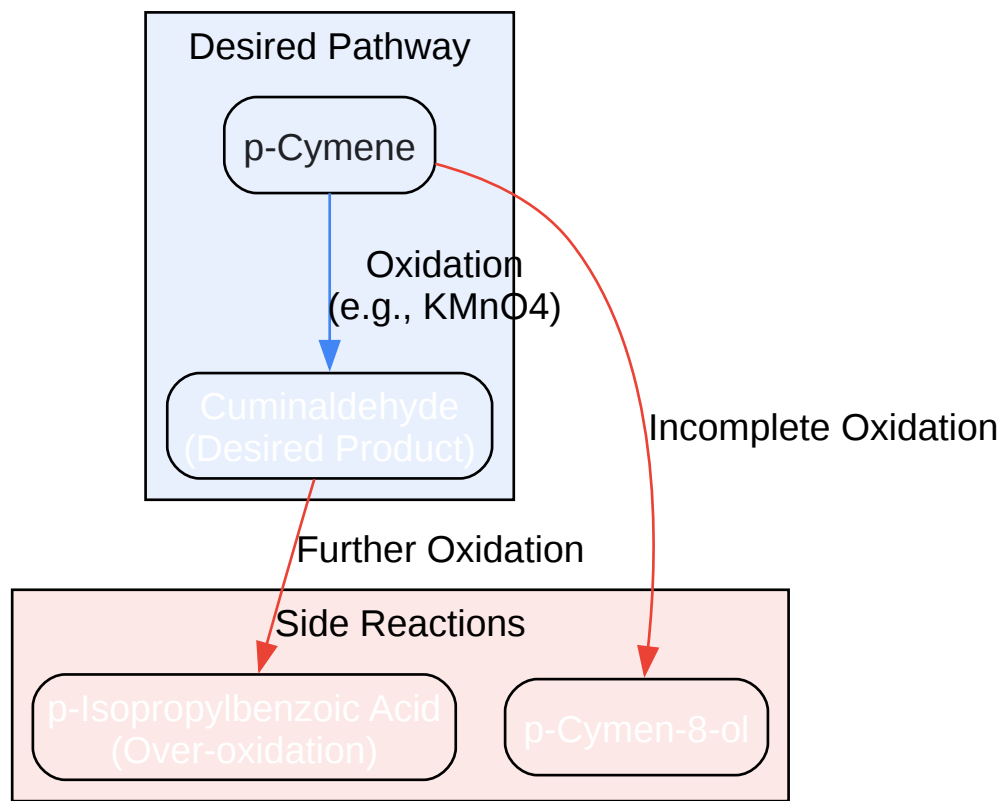 Desired Pathway
p-Cymene
Oxidation
(e.g., KMnO4)
Cuminaldehyde
(Desired Product)
Incomplete Oxidation
Further Oxidation
Side Reactions
p-Isopropylbenzoic Acid
(Over-oxidation)
p-Cymen-8-ol